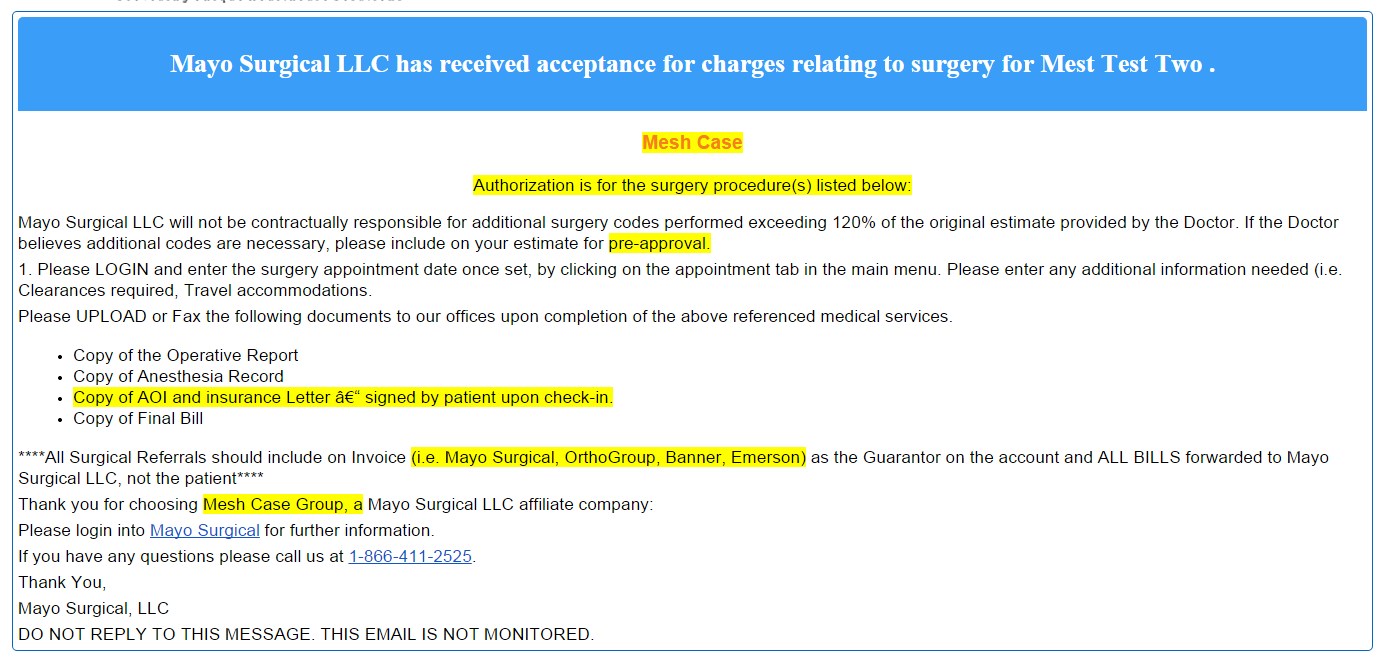 Mayo Surgical LLC has received acceptance for charges relating to surgery for Mest Test Two .
Mesh Case
Authorization is for the surgery procedure(s) listed below:
Mayo Surgical LLC will not be contractually responsible for additional surgery codes performed exceeding 120% of the original estimate provided by the Doctor. If the Doctor
believes additional codes are necessary, please include on your estimate for pre-approval.
1. Please LOGIN and enter the surgery appointment date once set, by clicking on the appointment tab in the main menu. Please enter any additional information needed (i.e.
Clearances required, Travel accommodations.
Please UPLOAD or Fax the following documents to our offices upon completion of the above referenced medical services.
• Copy of the Operative Report
• Copy of Anesthesia Record
• Copy of AOI and insurance Letter â€“ signed by patient upon check-in.
• Copy of Final Bill
****All Surgical Referrals should include on Invoice (i.e. Mayo Surgical, OrthoGroup, Banner, Emerson) as the Guarantor on the account and ALL BILLS forwarded to Mayo
Surgical LLC, not the patient****
Thank you for choosing Mesh Case Group, a Mayo Surgical LLC affiliate company:
Please login into Mayo Surgical for further information.
If you have any questions please call us at 1-866-411-2525.
Thank You,
Mayo Surgical, LLC
DO NOT REPLY TO THIS MESSAGE. THIS EMAIL IS NOT MONITORED.